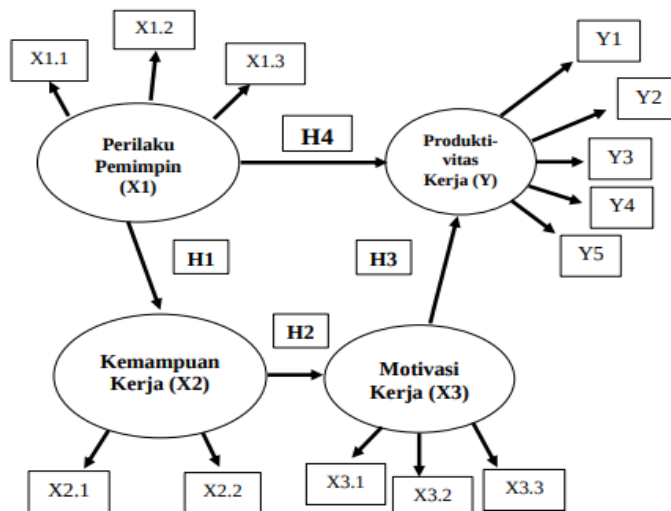 X1.1
X1.2
X1.3
Perilaku
Pemimpin
(X1)
H4
Produkti-
vitas
Kerja (Y)
Y1
Y2
Y3
Y4
Y5
H1
H3
H2
Kemampuan
Kerja (X2)
Motivasi
Kerja (X3)
X2.1
X2.2
X3.1
X3.2
X3.3